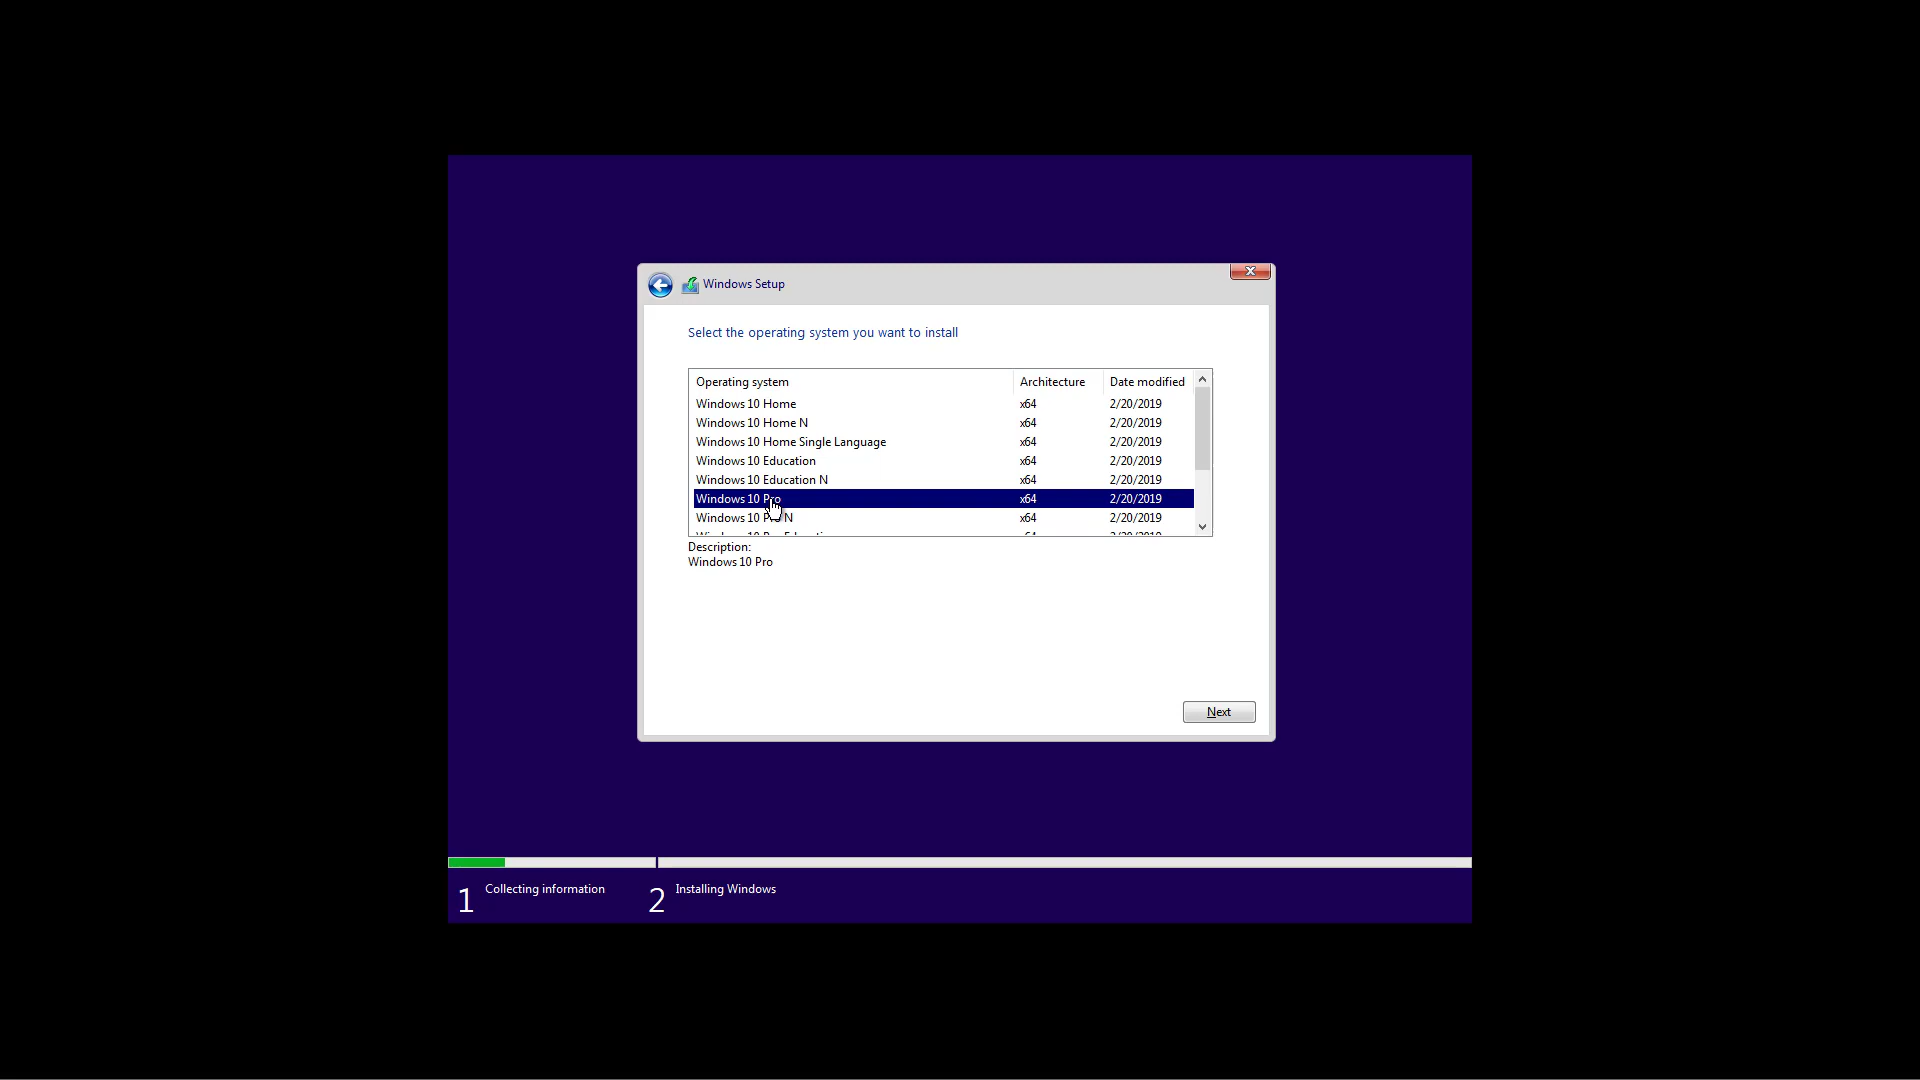 Windows Setup
Select the operating system you want to install
Operating system Architecture Date modified
Windows 10 Home x64 2/20/2019
Windows 10 Home N x64 2/20/2019
Windows 10 Home Single Language x64 2/20/2019
Windows 10 Education x64 2/20/2019
Windows 10 Education N x64 2/20/2019
Windows 10 Pro x64 2/20/2019
Windows 10 Pro N x64 2/20/2019
Description:
Windows 10 Pro
Next
1 Collecting information 2 Installing Windows